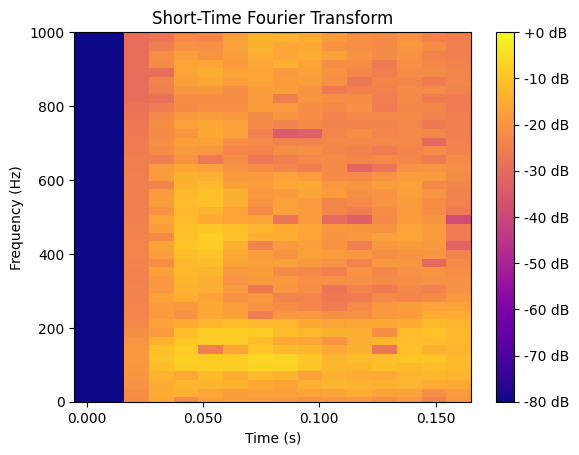 Short-Time Fourier Transform
1000
800
600
400
200
0
Frequency (Hz)
0.000
0.050
0.100
0.150
Time (s)
+0 dB
-10 dB
-20 dB
-30 dB
-40 dB
-50 dB
-60 dB
-70 dB
-80 dB